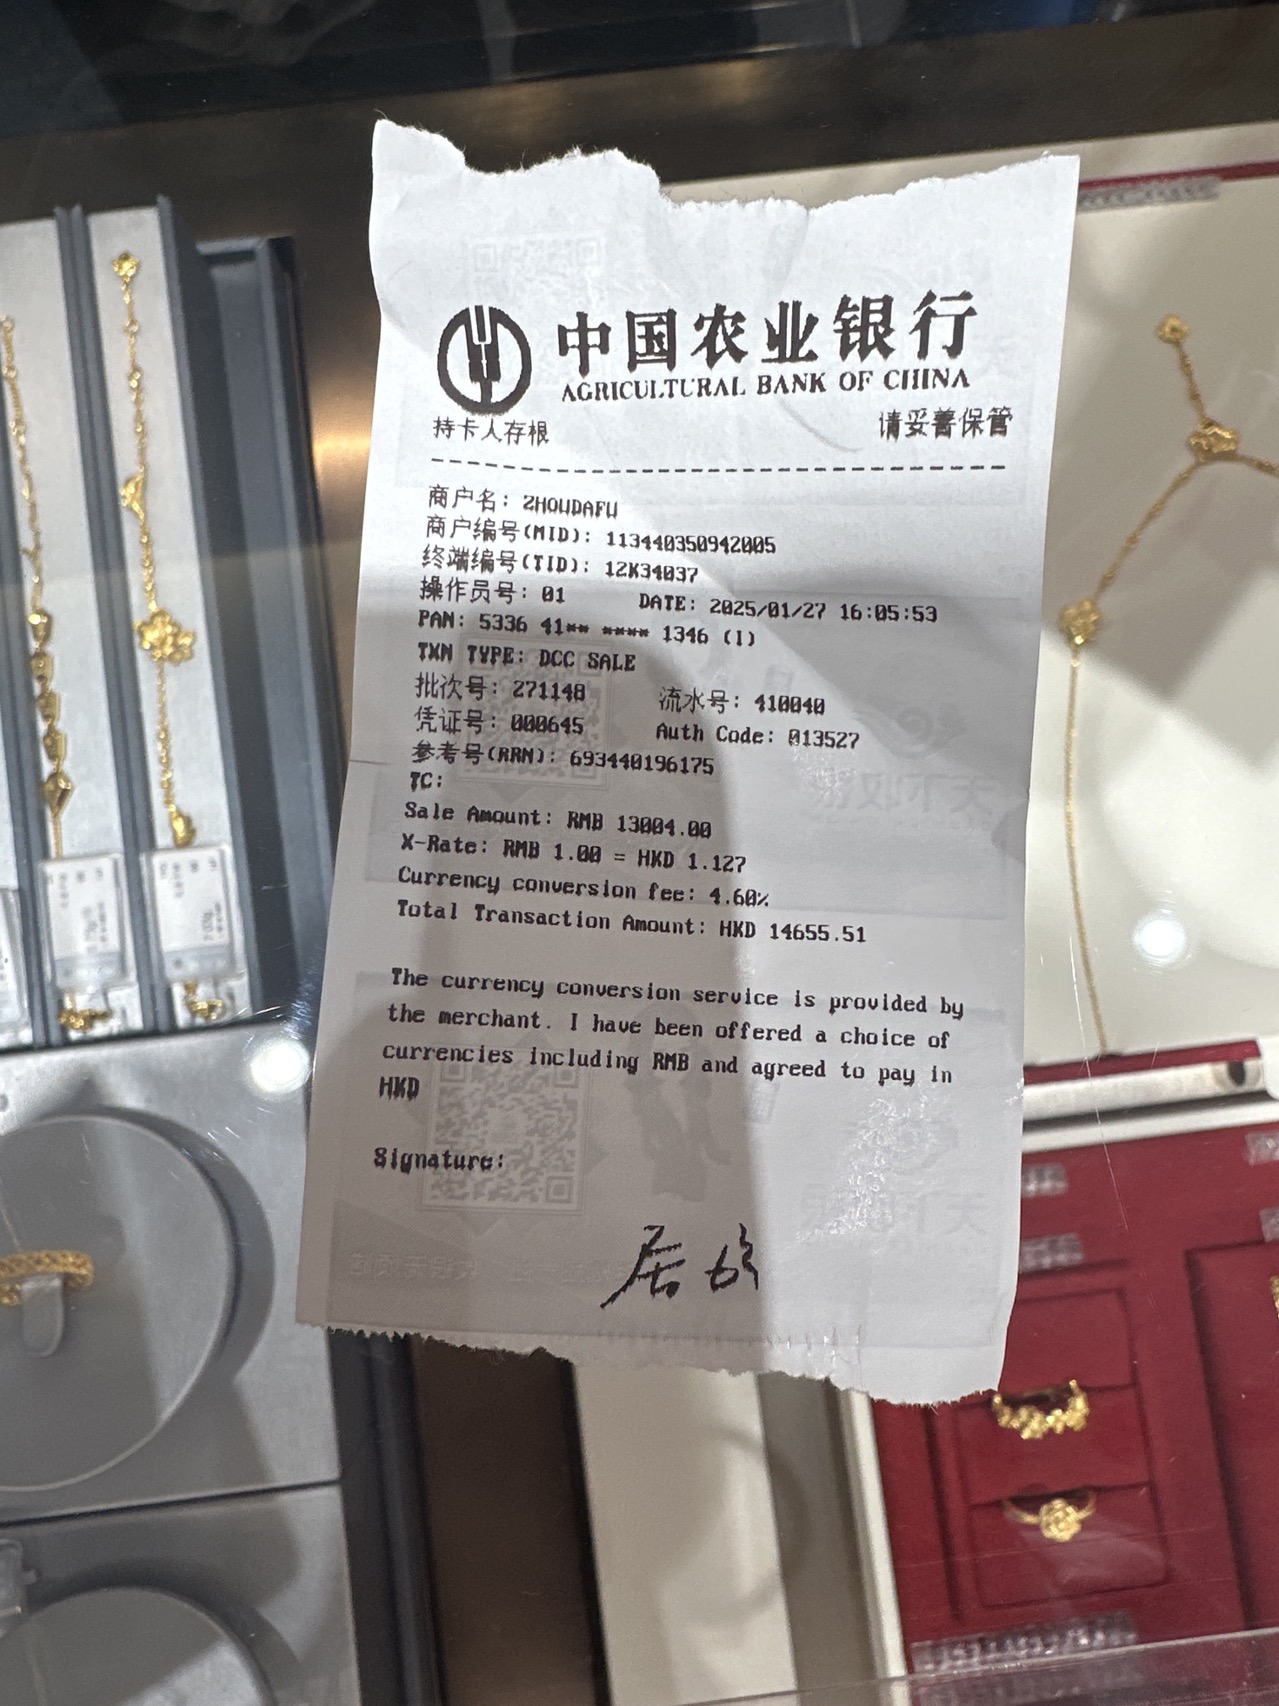 中国农业银行
AGRICULTURAL BANK OF CHINA
持卡人存根 请妥善保管
商户名: ZHOUDAFU
商户编号(MID): 113440350942005
终端编号(TID): 12K34037
操作员号: 01 DATE: 2025/01/27 16:05:53
PAN: 5336 41** **** 1346 (I)
TXN TYPE: DCC SALE
批次号: 271148 流水号: 410040
凭证号: 000645 Auth Code: 013527
参考号(RRN): 693440196175
TC:
Sale Amount: RMB 13004.00
X-Rate: RMB 1.00 = HKD 1.127
Currency conversion fee: 4.60%
Total Transaction Amount: HKD 14655.51
The currency conversion service is provided by
the merchant. I have been offered a choice of
currencies including RMB and agreed to pay in
HKD
Signature: